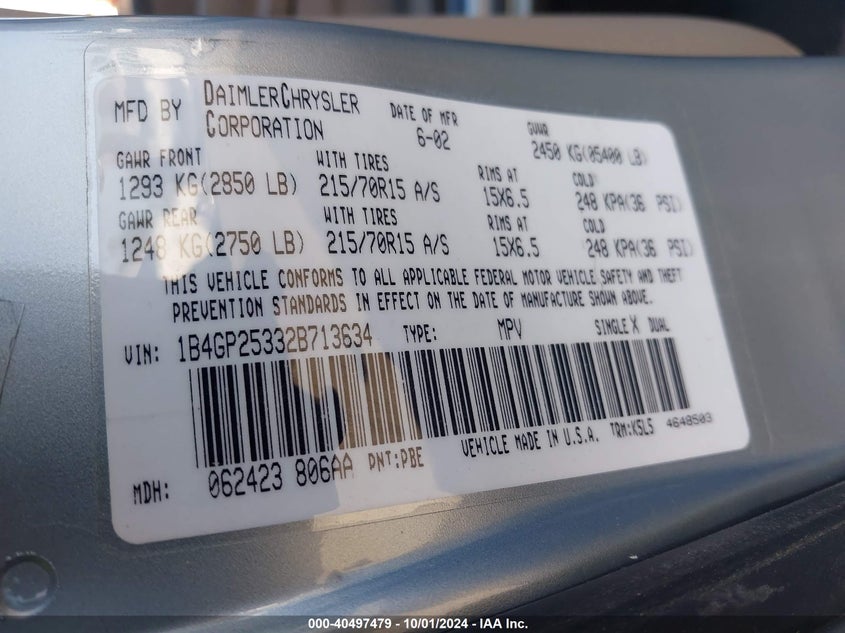 MFD BY DAIMLERCHRYSLER CORPORATION DATE OF MFR 6-02 GVWR 2450 KG(05400 LB)
GAWR FRONT WITH TIRES RIMS AT COLD
1293 KG(2850 LB) 215/70R15 A/S 15X6.5 248 KPA(36 PSI)
GAWR REAR WITH TIRES RIMS AT COLD
1248 KG(2750 LB) 215/70R15 A/S 15X6.5 248 KPA(36 PSI)
THIS VEHICLE CONFORMS TO ALL APPLICABLE FEDERAL MOTOR VEHICLE SAFETY AND THEFT
PREVENTION STANDARDS IN EFFECT ON THE DATE OF MANUFACTURE SHOWN ABOVE.
VIN: 1B4GP25332B713634 TYPE: MPV SINGLE X DUAL
MDH: 062423 806AA PNT:PBE VEHICLE MADE IN U.S.A. TRM:K5L5 4648503
000-40497479 - 10/01/2024 - IAA Inc.